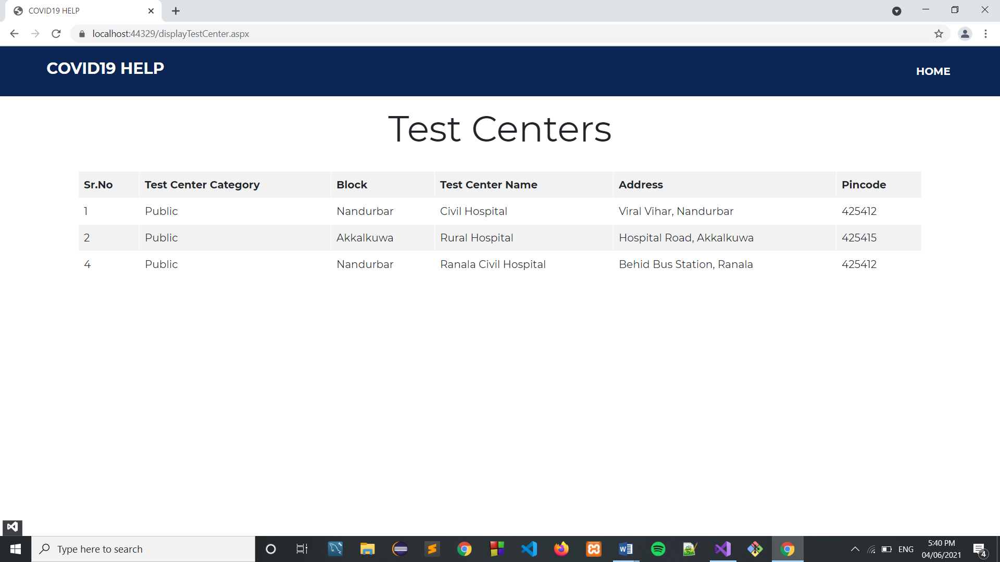 COVID19 HELP
localhost:44329/displayTestCenter.aspx
COVID19 HELP
HOME
Test Centers
Sr.No Test Center Category Block Test Center Name Address Pincode
1 Public Nandurbar Civil Hospital Viral Vihar, Nandurbar 425412
2 Public Akkalkuwa Rural Hospital Hospital Road, Akkalkuwa 425415
4 Public Nandurbar Ranala Civil Hospital Behid Bus Station, Ranala 425412
Type here to search
ENG
5:40 PM
04/06/2021
4